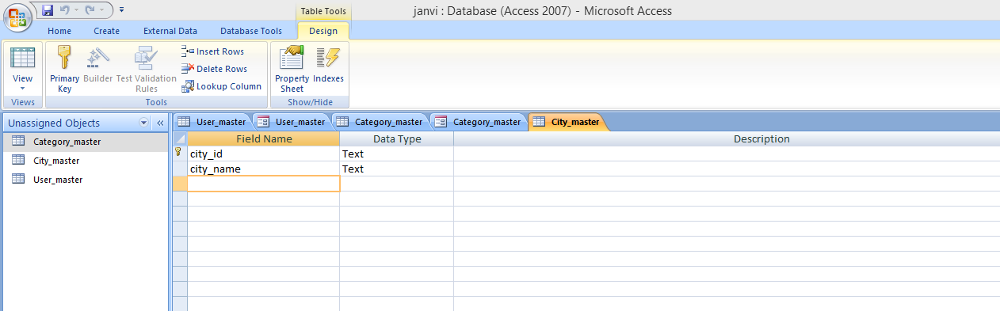 Table Tools
janvi : Database (Access 2007) - Microsoft Access
Home Create External Data Database Tools Design
View
Primary Key
Builder
Test Validation Rules
Insert Rows
Delete Rows
Lookup Column
Property Sheet
Indexes
Views Tools Show/Hide
Unassigned Objects
User_master User_master Category_master Category_master City_master
Category_master
City_master
User_master
Field Name Data Type Description
city_id Text
city_name Text